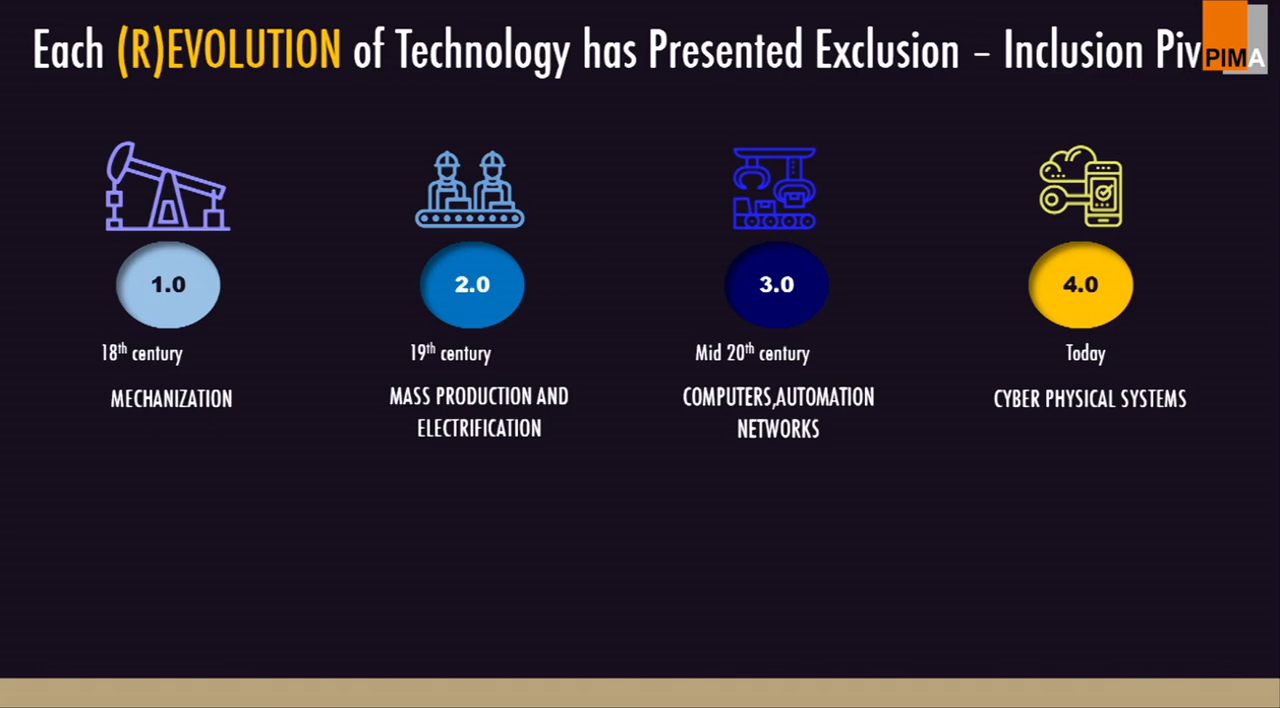 Each (R)EVOLUTION of Technology has Presented Exclusion – Inclusion Piv
PIMA
1.0
2.0
3.0
4.0
18th century
19th century
Mid 20th century
Today
MECHANIZATION
MASS PRODUCTION AND
ELECTRIFICATION
COMPUTERS,AUTOMATION
NETWORKS
CYBER PHYSICAL SYSTEMS